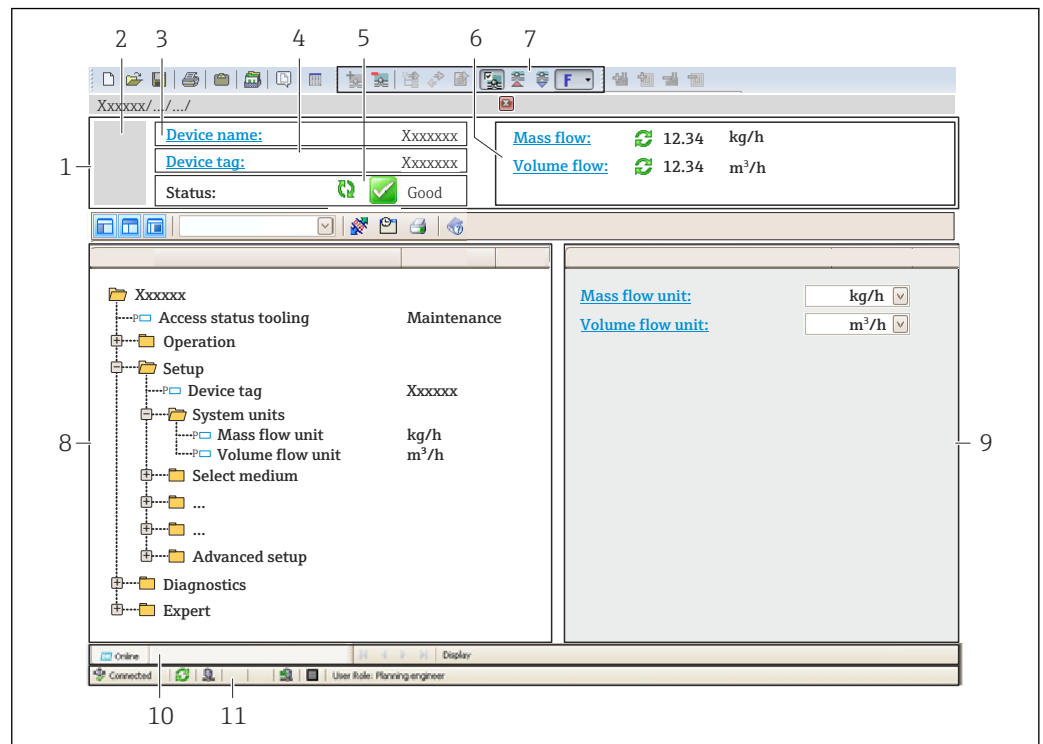 2 3 4 5 6 7
F
Xxxxxx/.../.../
Device name: Xxxxxxx
Mass flow: 12.34 kg/h
1
Device tag: Xxxxxxx
Volume flow: 12.34 m³/h
Status: Good
Xxxxxx
Mass flow unit: kg/h
P Access status tooling Maintenance
Volume flow unit: m³/h
Operation
Setup
P Device tag Xxxxxx
System units
P Mass flow unit kg/h
8
9
P Volume flow unit m³/h
Select medium
...
...
Advanced setup
Diagnostics
Expert
Online Display
Connected User Role: Planning engineer
10 11